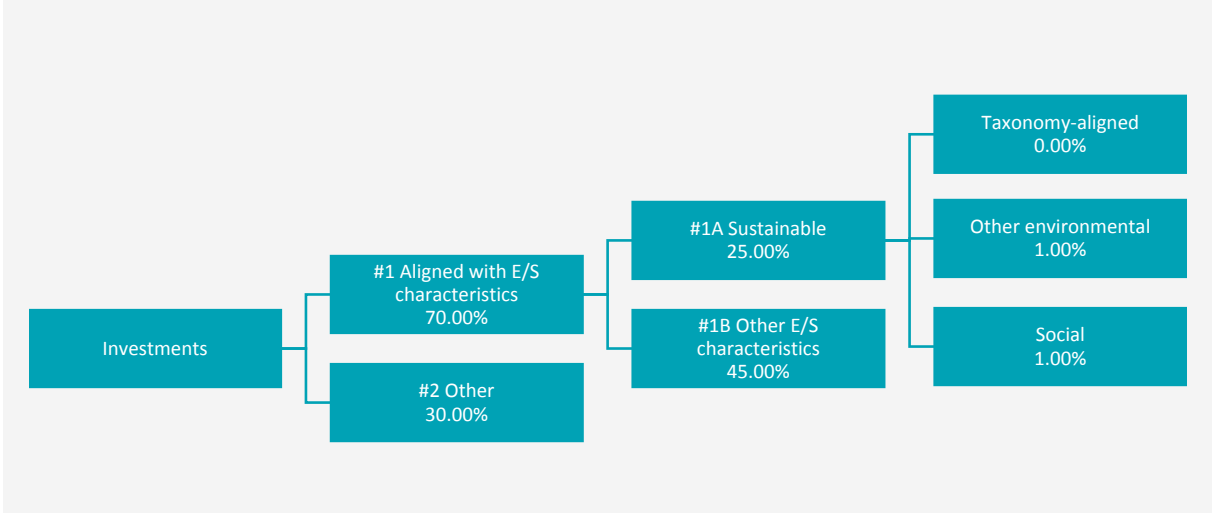 Investments
#1 Aligned with E/S
characteristics
70.00%
#2 Other
30.00%
#1A Sustainable
25.00%
#1B Other E/S
characteristics
45.00%
Taxonomy-aligned
0.00%
Other environmental
1.00%
Social
1.00%